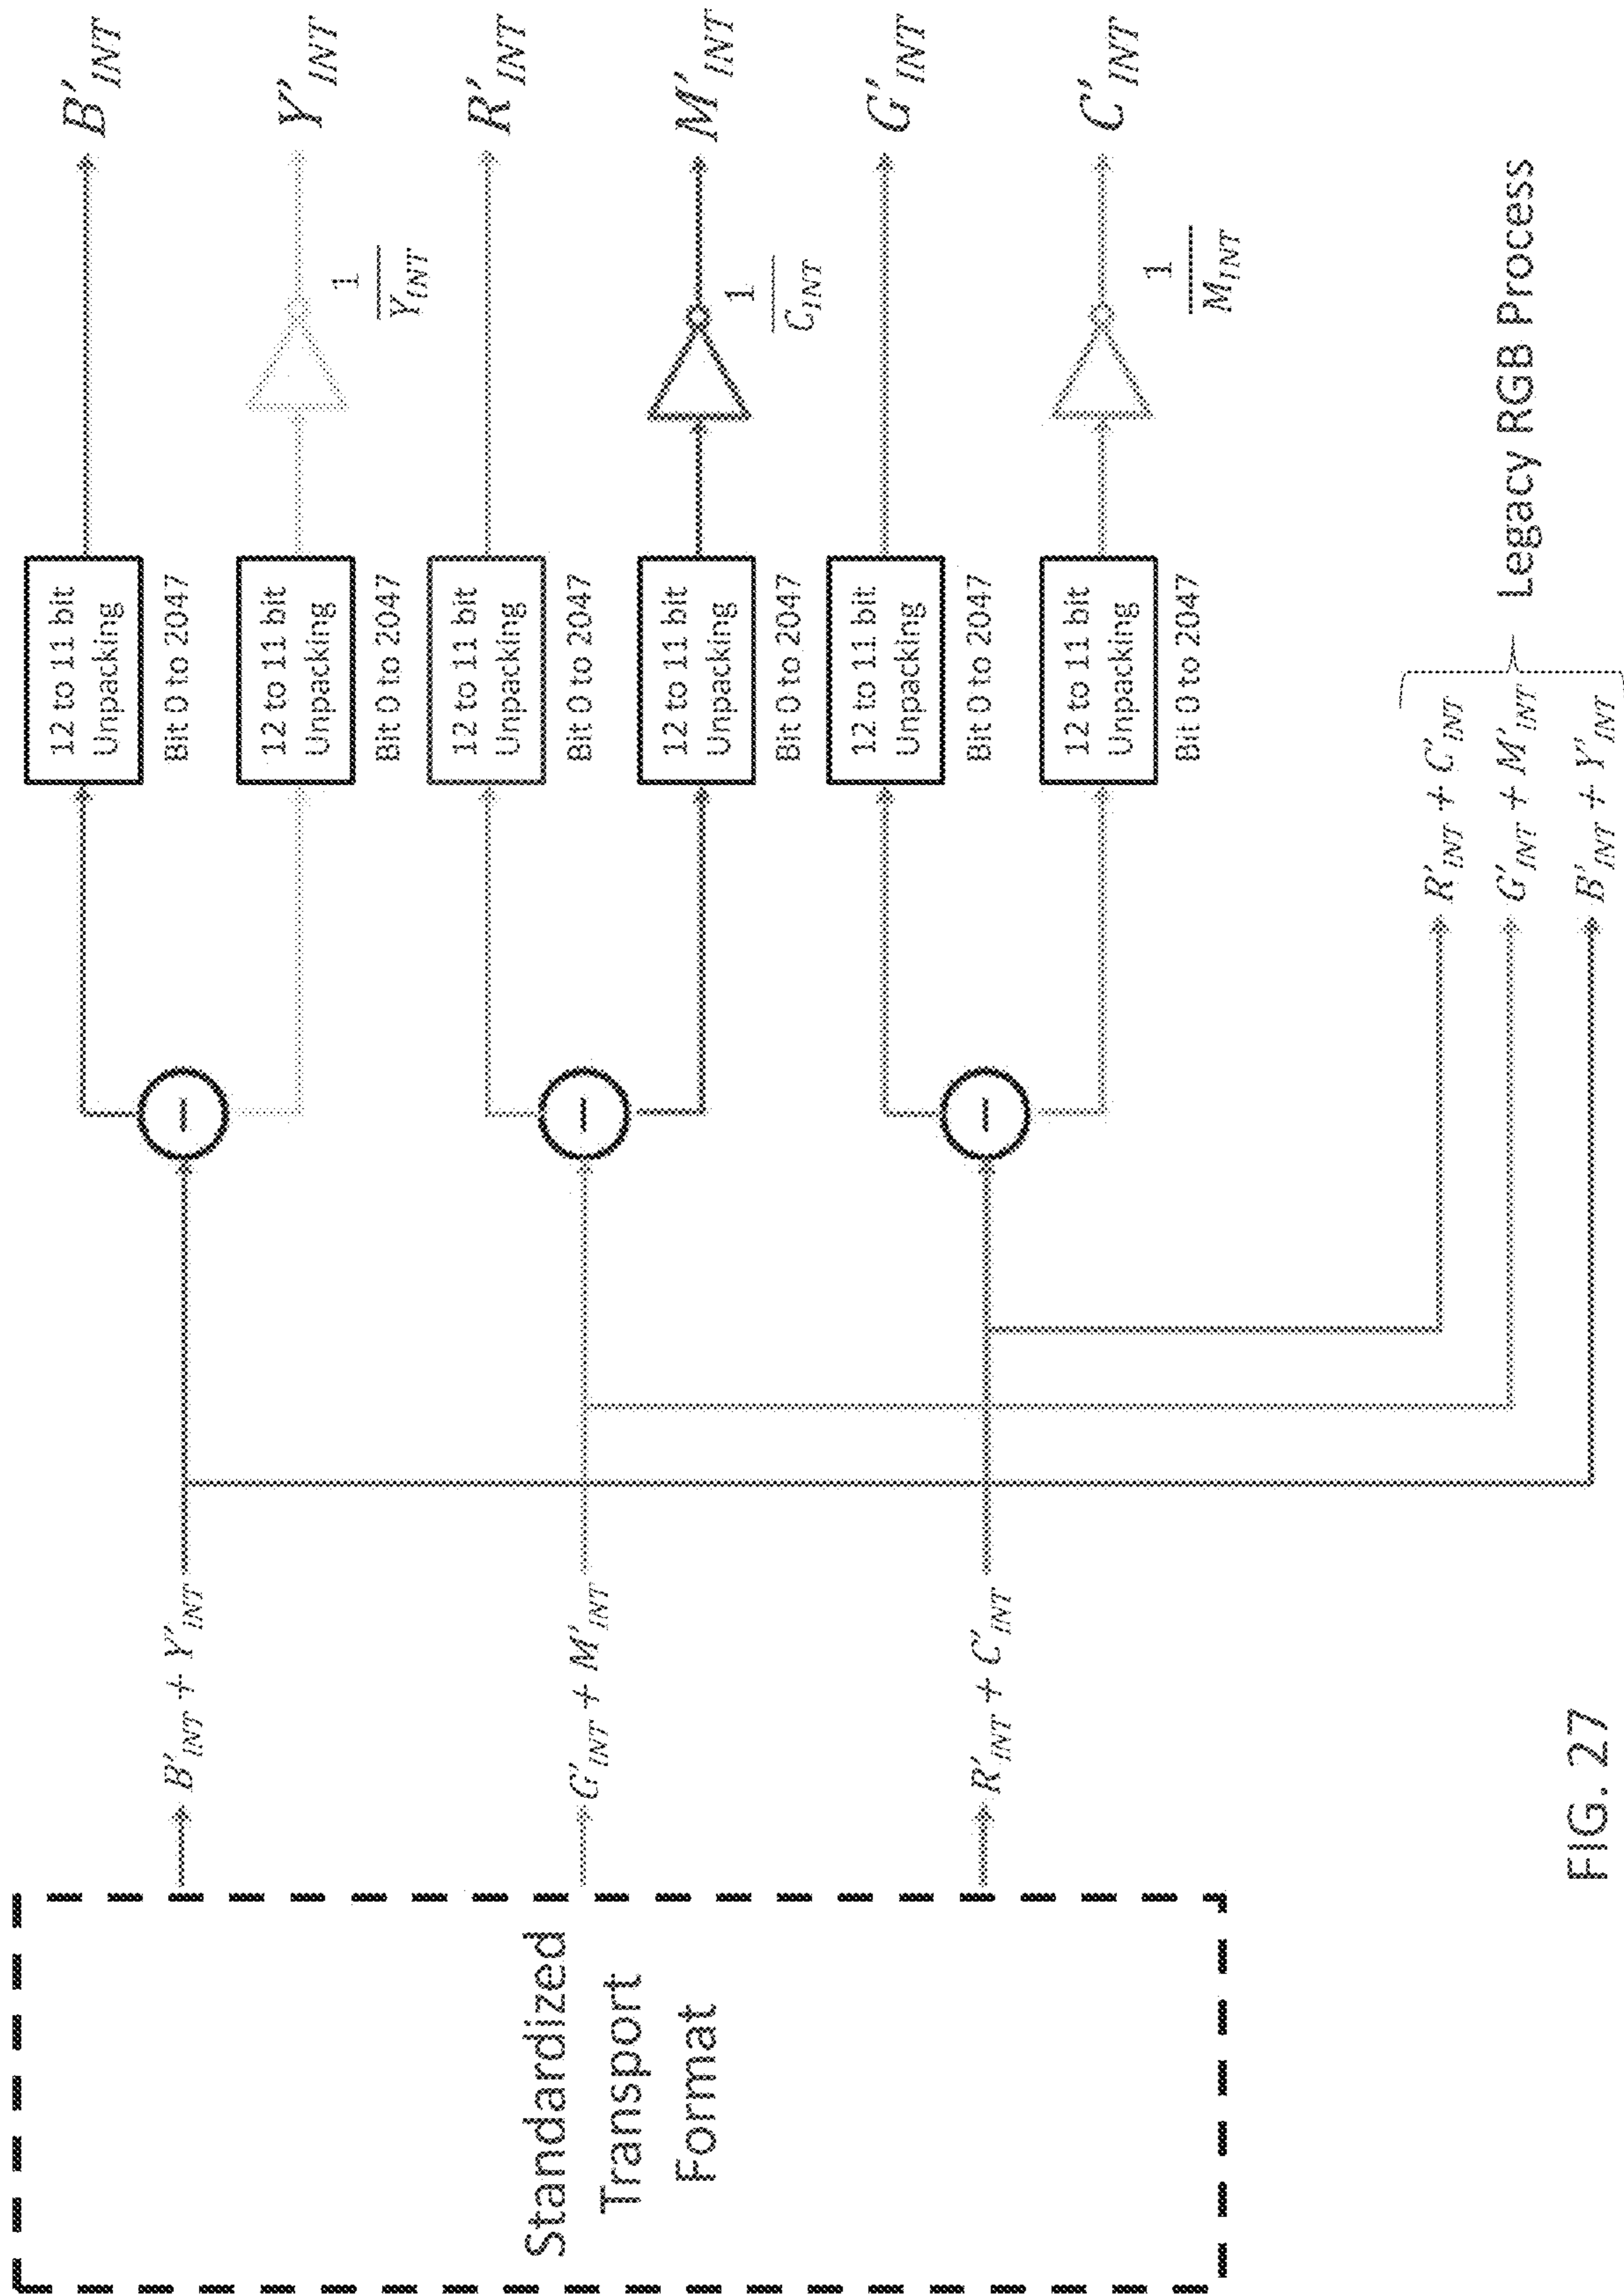 Standardized
Transport
Format
B'INT + Y'INT
G'INT + M'INT
R'INT + C'INT
12 to 11 bit
Unpacking
Bit 0 to 2047
B'INT
12 to 11 bit
Unpacking
Bit 0 to 2047
1
YINT
Y'INT
12 to 11 bit
Unpacking
Bit 0 to 2047
R'INT
12 to 11 bit
Unpacking
Bit 0 to 2047
1
CINT
M'INT
12 to 11 bit
Unpacking
Bit 0 to 2047
G'INT
12 to 11 bit
Unpacking
Bit 0 to 2047
1
MINT
C'INT
R'INT + C'INT
G'INT + M'INT
B'INT + Y'INT
Legacy RGB Process
FIG. 27